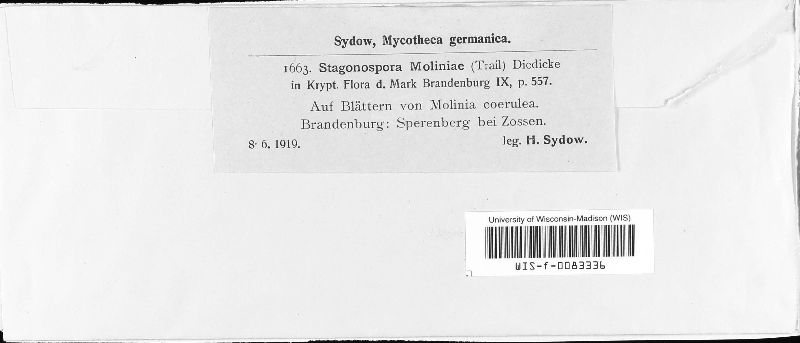 Sydow, Mycotheca germanica.
1663. Stagonospora Moliniae (Trail) Diedicke
in Krypt. Flora d. Mark Brandenburg IX, p. 557.
Auf Blättern von Molinia coerulea.
Brandenburg: Sperenberg bei Zossen.
8· 6. 1919. leg. H. Sydow.
University of Wisconsin-Madison (WIS)
WIS-f-0083336